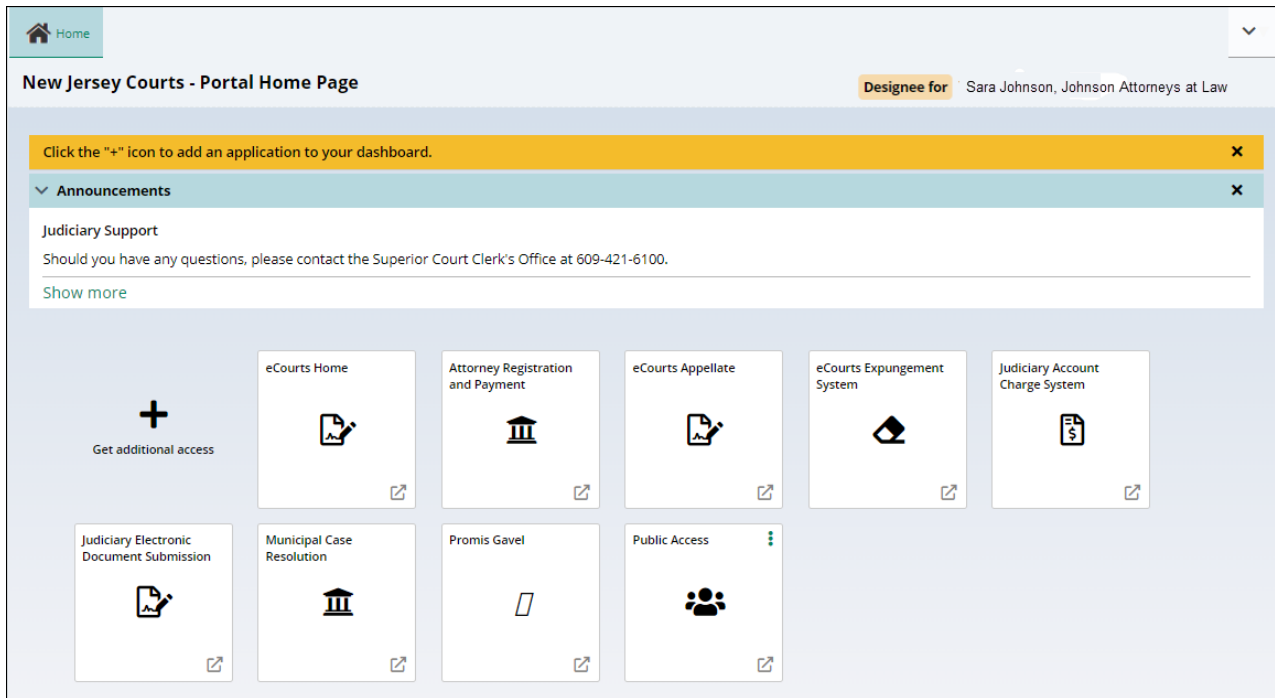 Home
New Jersey Courts - Portal Home Page
Designee for Sara Johnson, Johnson Attorneys at Law
Click the "+" icon to add an application to your dashboard.
Announcements
Judiciary Support
Should you have any questions, please contact the Superior Court Clerk's Office at 609-421-6100.
Show more
Get additional access
eCourts Home
Attorney Registration
and Payment
eCourts Appellate
eCourts Expungement
System
Judiciary Account
Charge System
Judiciary Electronic
Document Submission
Municipal Case
Resolution
Promis Gavel
Public Access